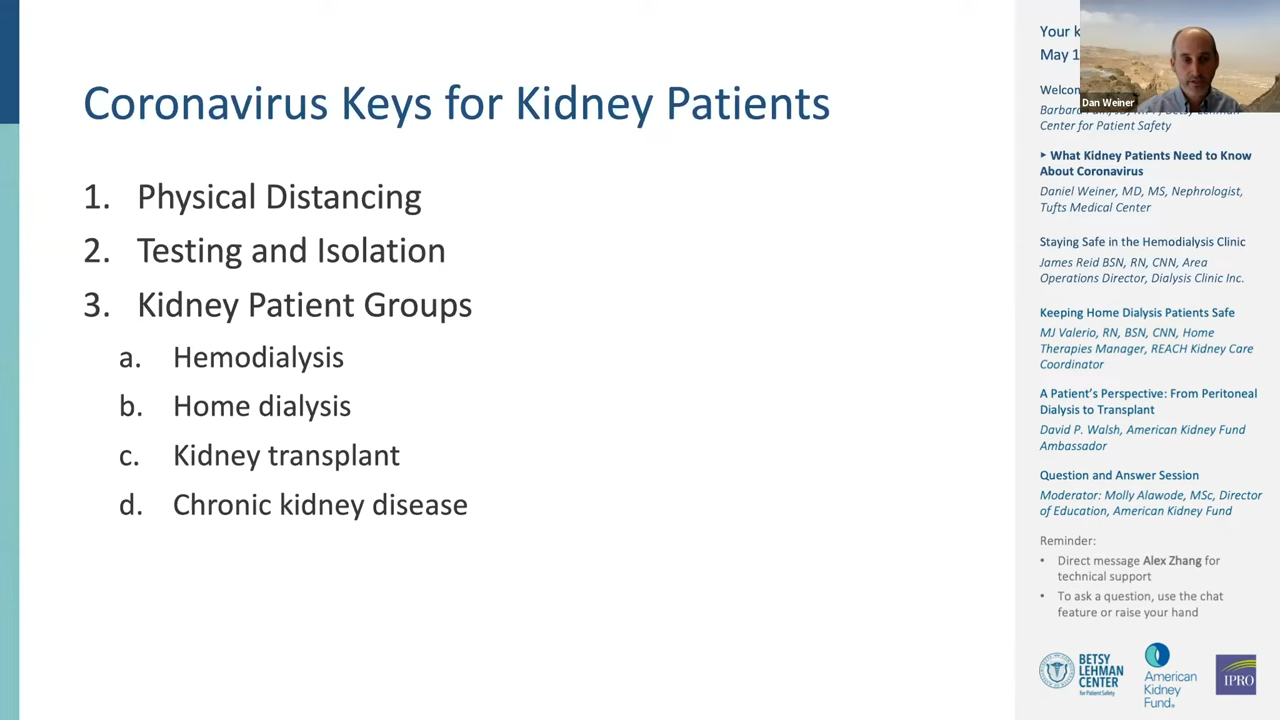 Coronavirus Keys for Kidney Patients
1. Physical Distancing
2. Testing and Isolation
3. Kidney Patient Groups
a. Hemodialysis
b. Home dialysis
c. Kidney transplant
d. Chronic kidney disease
Your
May 1
Dan Weiner
Center for Patient Safety
▸ What Kidney Patients Need to Know
About Coronavirus
Daniel Weiner, MD, MS, Nephrologist,
Tufts Medical Center
Staying Safe in the Hemodialysis Clinic
James Reid BSN, RN, CNN, Area
Operations Director, Dialysis Clinic Inc.
Keeping Home Dialysis Patients Safe
MJ Valerio, RN, BSN, CNN, Home
Therapies Manager, REACH Kidney Care
Coordinator
A Patient's Perspective: From Peritoneal
Dialysis to Transplant
David P. Walsh, American Kidney Fund
Ambassador
Question and Answer Session
Moderator: Molly Alawode, MSc, Director
of Education, American Kidney Fund
Reminder:
• Direct message Alex Zhang for
technical support
• To ask a question, use the chat
feature or raise your hand
BETSY
LEHMAN
CENTER
for Patient Safety
American
Kidney
Fund.
IPRO